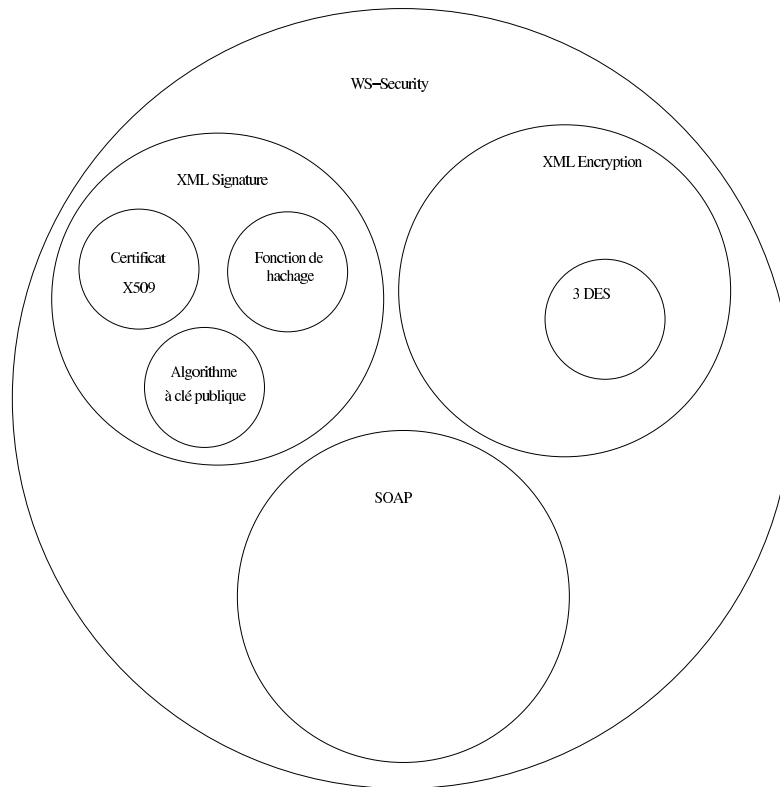 WS-Security
XML Signature
XML Encryption
Certificat
X509
Fonction de
hachage
3 DES
Algorithme
à clé publique
SOAP